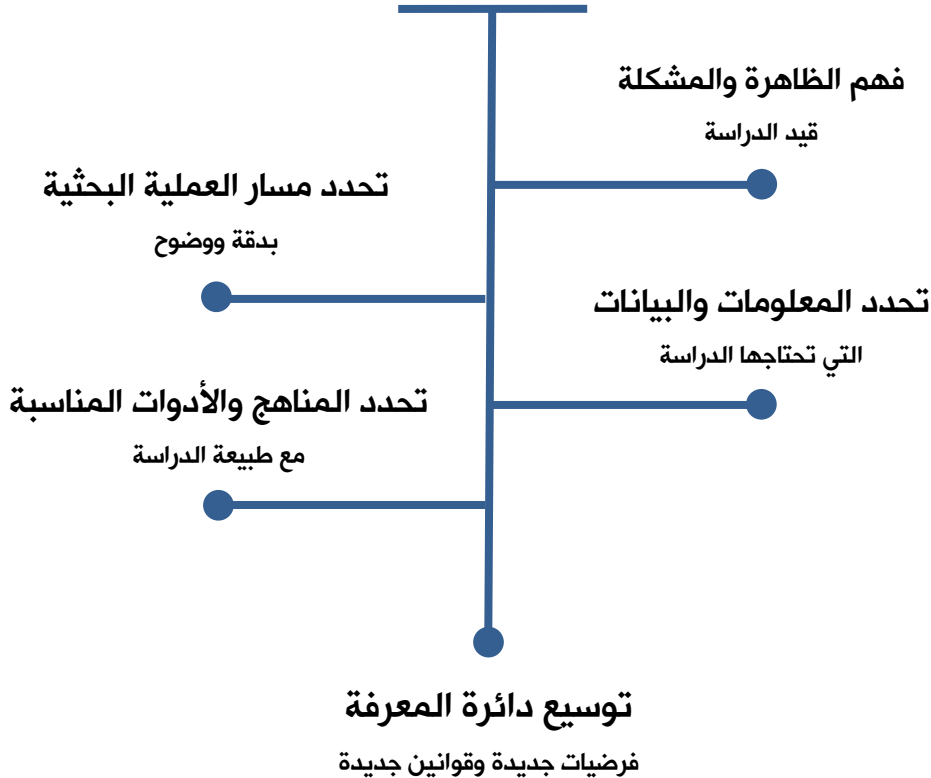 فهم الظاهرة والمشكلة
قيد الدراسة
تحدد مسار العملية البحثية
بدقة ووضوح
تحدد المعلومات والبيانات
التي تحتاجها الدراسة
تحدد المناهج والأدوات المناسبة
مع طبيعة الدراسة
توسيع دائرة المعرفة
فرضيات جديدة وقوانين جديدة